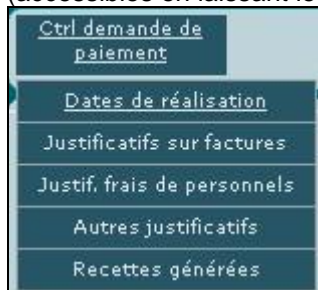 Ctrl demande de
paiement
Dates de réalisation
Justificatifs sur factures
Justif. frais de personnels
Autres justificatifs
Recettes générées